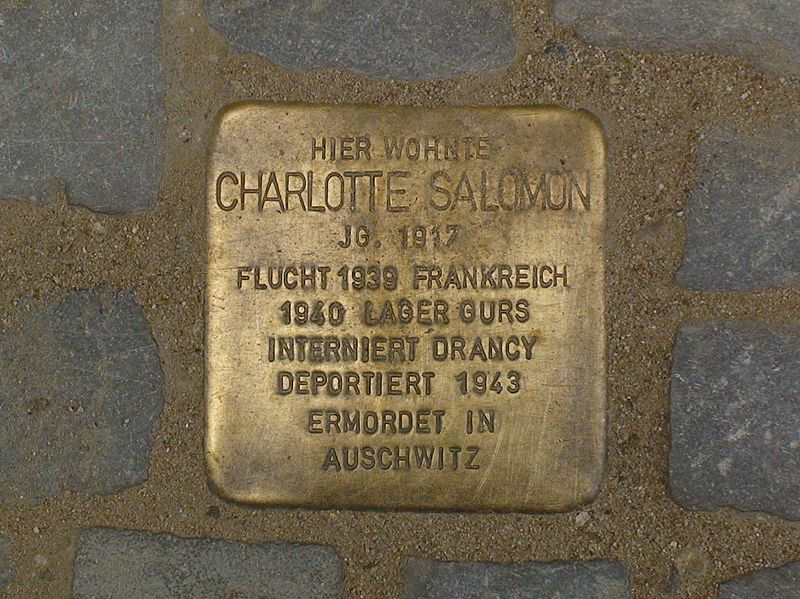 HIER WOHNTE
CHARLOTTE SALOMON
JG. 1917
FLUCHT 1939 FRANKREICH
1940 LAGER GURS
INTERNIERT DRANCY
DEPORTIERT 1943
ERMORDET IN
AUSCHWITZ